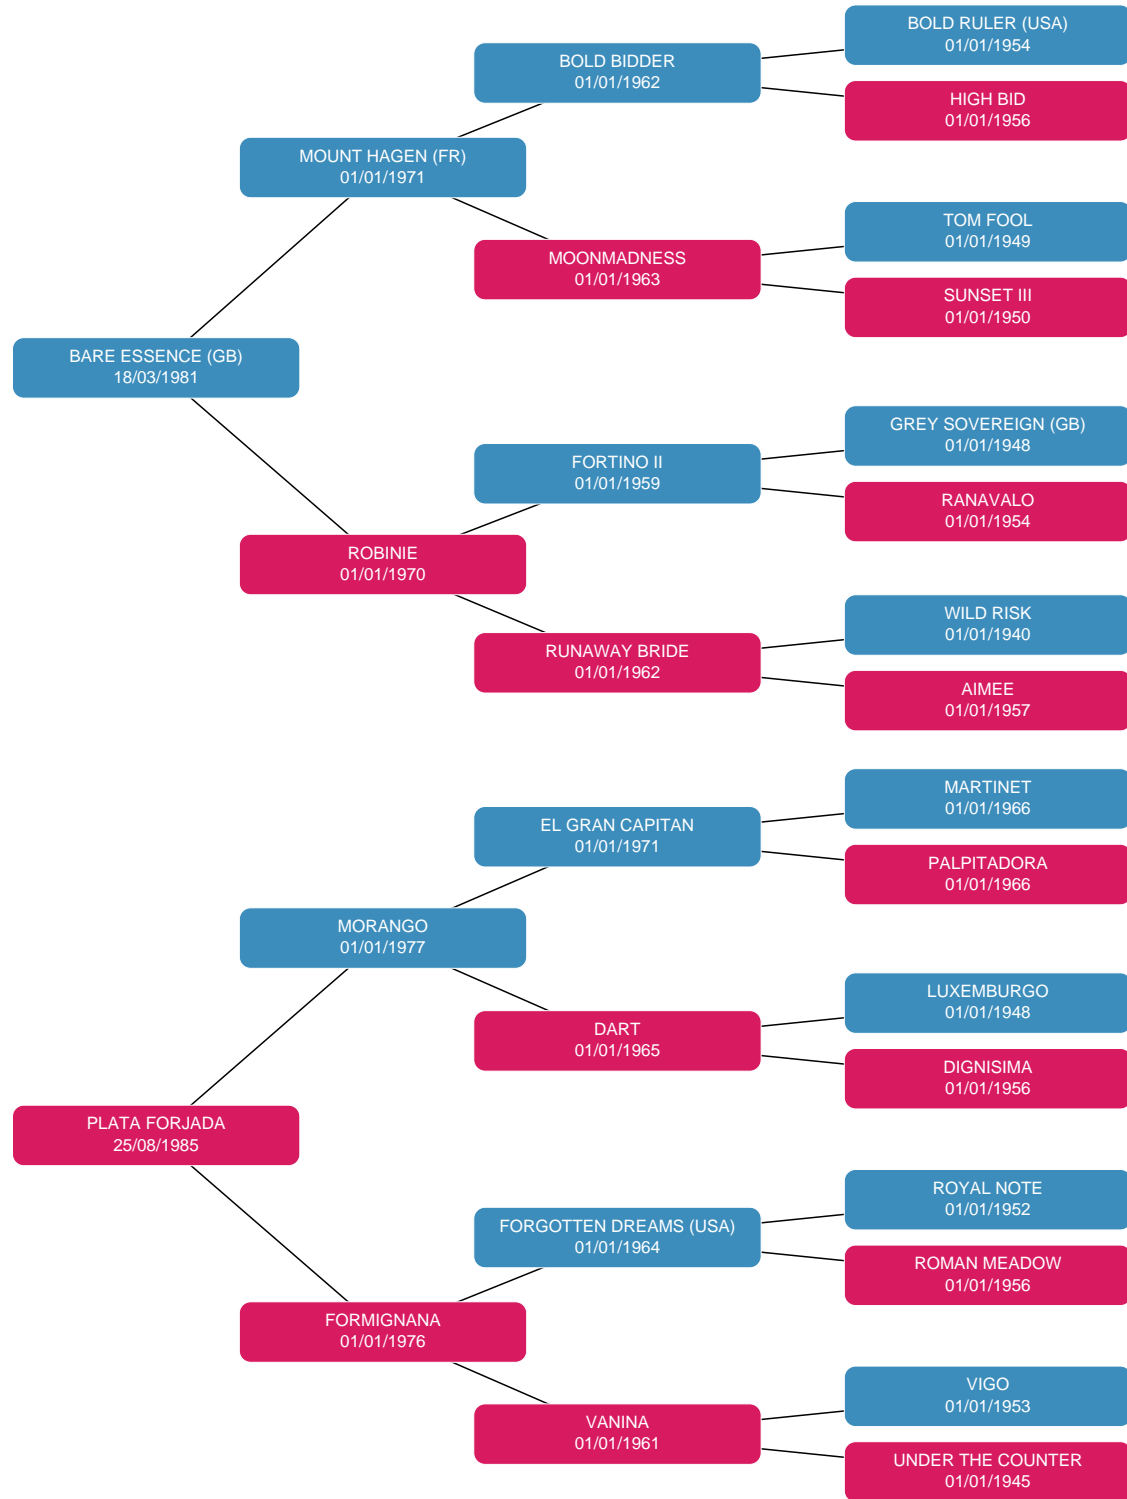 BOLD RULER (USA)
01/01/1954
BOLD BIDDER
01/01/1962
HIGH BID
01/01/1956
MOUNT HAGEN (FR)
01/01/1971
TOM FOOL
01/01/1949
MOONMADNESS
01/01/1963
SUNSET III
01/01/1950
BARE ESSENCE (GB)
18/03/1981
GREY SOVEREIGN (GB)
01/01/1948
FORTINO II
01/01/1959
RANAVALO
01/01/1954
ROBINIE
01/01/1970
WILD RISK
01/01/1940
RUNAWAY BRIDE
01/01/1962
AIMEE
01/01/1957
MARTINET
01/01/1966
EL GRAN CAPITAN
01/01/1971
PALPITADORA
01/01/1966
MORANGO
01/01/1977
LUXEMBURGO
01/01/1948
DART
01/01/1965
DIGNISIMA
01/01/1956
PLATA FORJADA
25/08/1985
ROYAL NOTE
01/01/1952
FORGOTTEN DREAMS (USA)
01/01/1964
ROMAN MEADOW
01/01/1956
FORMIGNANA
01/01/1976
VIGO
01/01/1953
VANINA
01/01/1961
UNDER THE COUNTER
01/01/1945